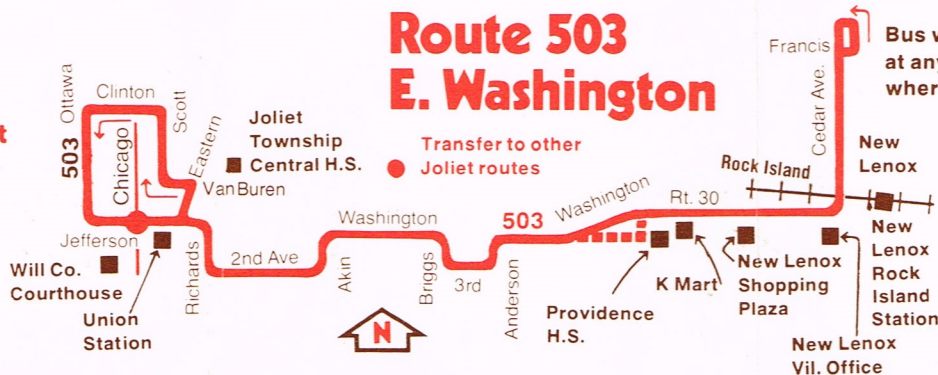 Route 503
E. Washington
Transfer to other
Joliet routes
Bus w
at any
wher
Francis
Cedar Ave.
New
Lenox
Rock Island
Ottawa
Clinton
Scott
Eastern
Van Buren
503
Chicago
Joliet
Township
Central H.S.
t
Jefferson
Will Co.
Courthouse
Union
Station
Richards
2nd Ave
Akin
Washington
Briggs
3rd
503
Anderson
Washington
Rt. 30
Providence
H.S.
K Mart
New Lenox
Shopping
Plaza
New Lenox
Vil. Office
New
Lenox
Rock
Island
Station
N